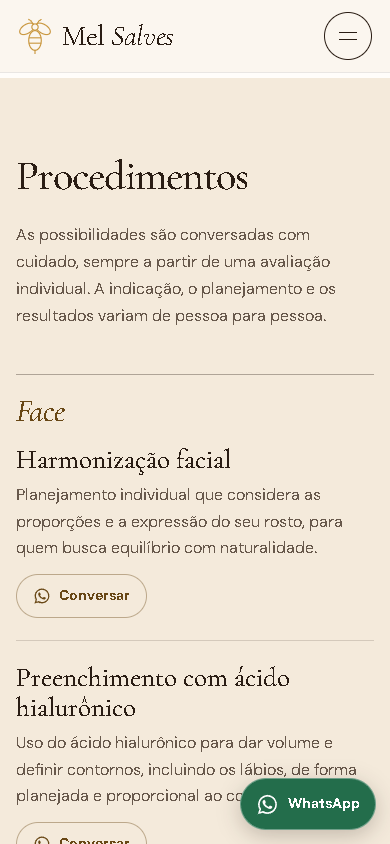 Mel Salves
Procedimentos
As possibilidades são conversadas com
cuidado, sempre a partir de uma avaliação
individual. A indicação, o planejamento e os
resultados variam de pessoa para pessoa.
Face
Harmonização facial
Planejamento individual que considera as
proporções e a expressão do seu rosto, para
quem busca equilíbrio com naturalidade.
Conversar
Preenchimento com ácido
hialurônico
Uso do ácido hialurônico para dar volume e
definir contornos, incluindo os lábios, de forma
planejada e proporcional ao
WhatsApp
Conversar